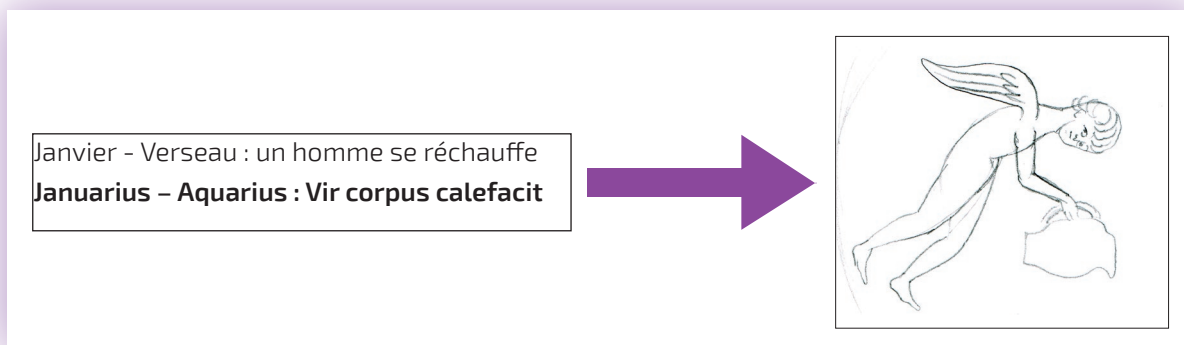 Janvier - Verseau : un homme se réchauffe
Januarius – Aquarius : Vir corpus calefacit